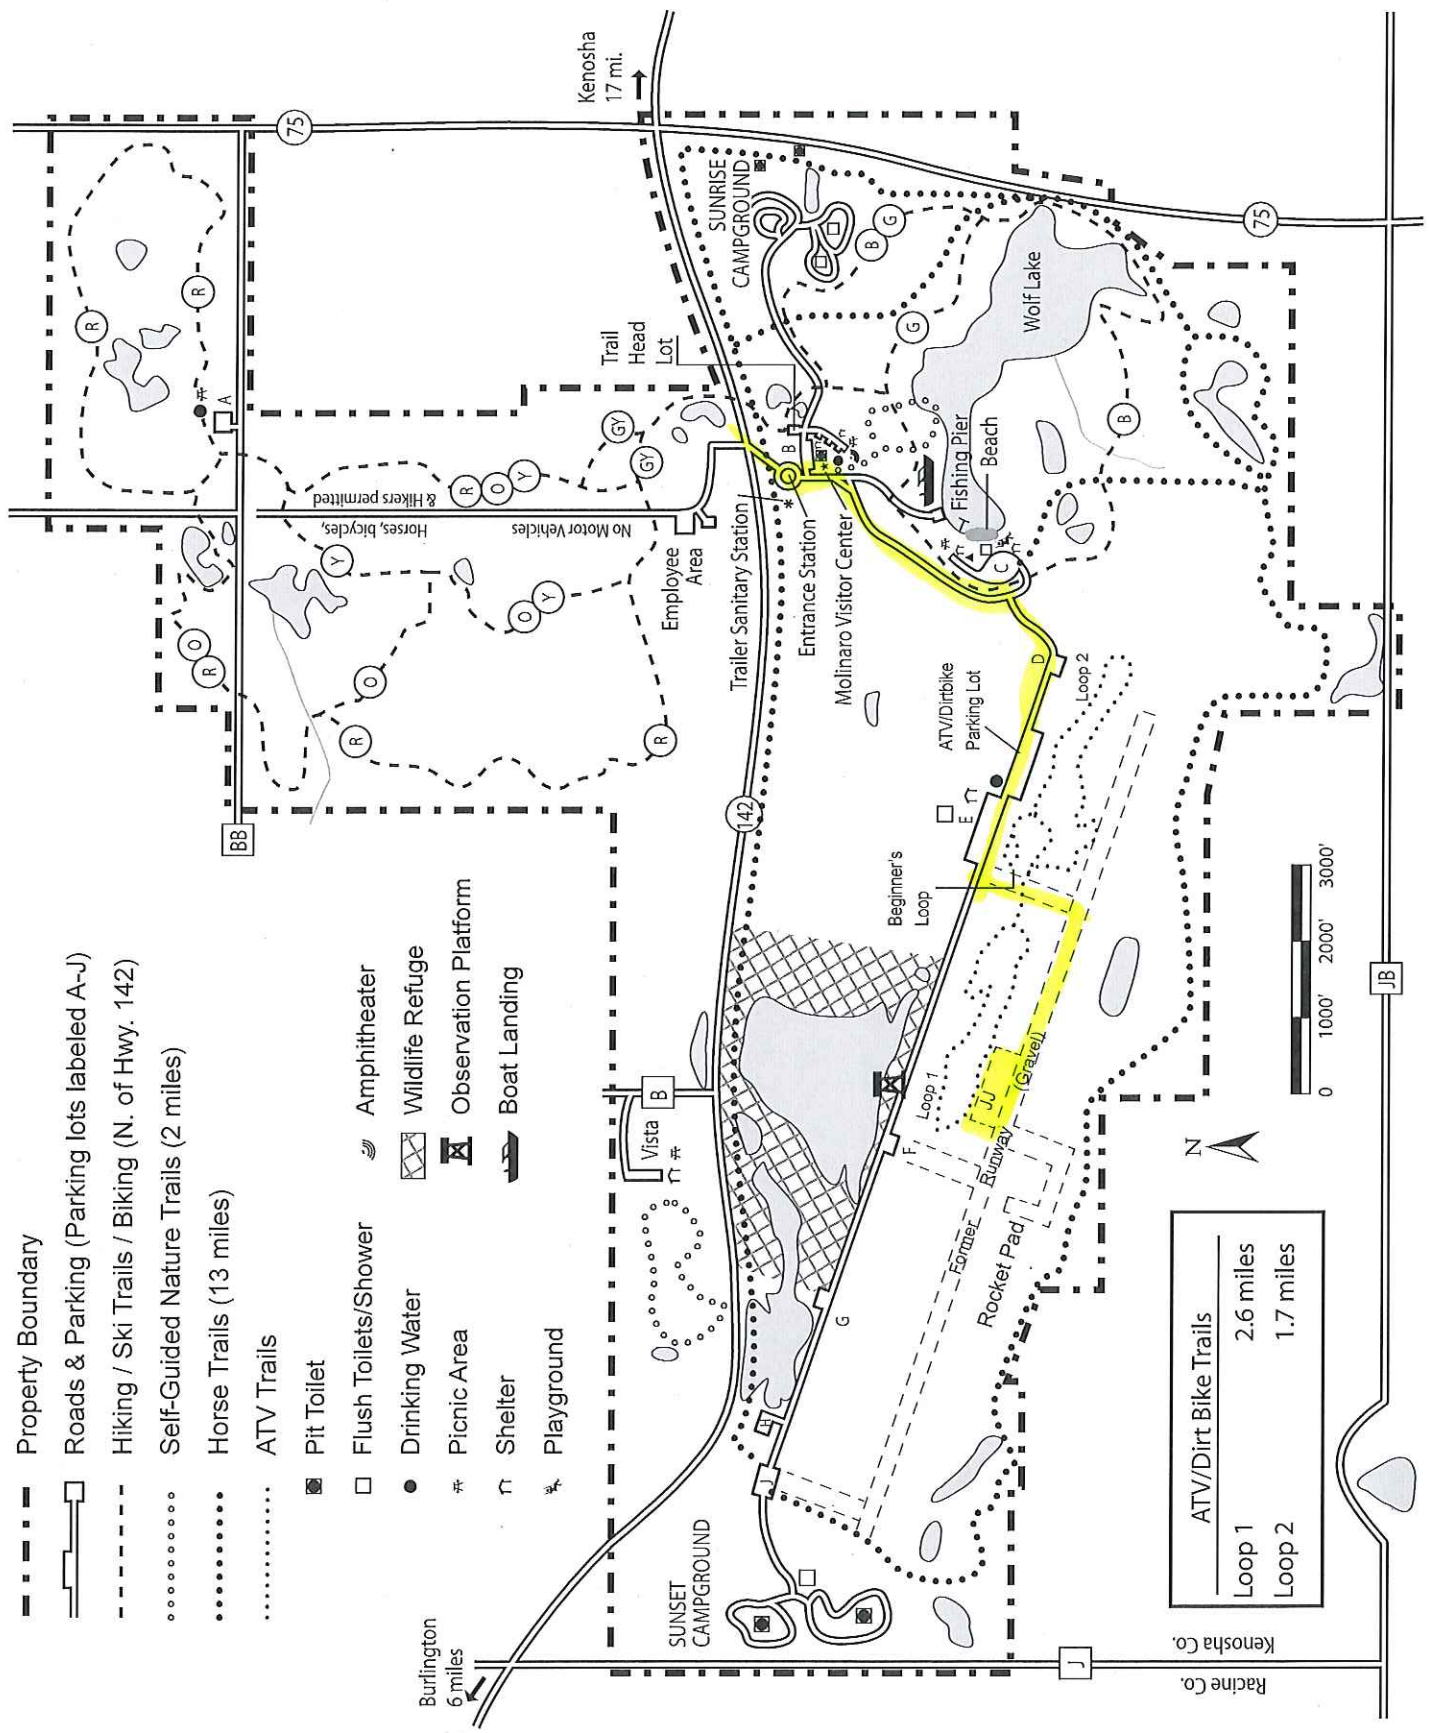 Property Boundary
Roads & Parking (Parking lots labeled A-J)
Hiking / Ski Trails / Biking (N. of Hwy. 142)
Self-Guided Nature Trails (2 miles)
Horse Trails (13 miles)
ATV Trails
Pit Toilet
Flush Toilets/Shower
Drinking Water
Picnic Area
Shelter
Playground
Amphitheater
Wildlife Refuge
Observation Platform
Boat Landing
BB
75
R
R
A
Kenosha
17 mi.
O
R
Y
O
R
O
Y
R
R
O
Y
GY
GY
Horses, bicycles,
& Hikers permitted
No Motor Vehicles
Employee
Area
Trail
Head
Lot
SUNRISE
CAMPGROUND
B
G
G
B
Wolf Lake
Fishing Pier
Beach
B
C
Trailer Sanitary Station
Entrance Station
Molinaro Visitor Center
142
75
D
ATV/Dirtbike
Parking Lot
E
Loop 2
Beginner's
Loop
Vista
B
Loop 1
F
JJ
(Gravel)
Runway
Former
Rocket Pad
G
H
J
SUNSET
CAMPGROUND
Burlington
6 miles
J
Kenosha Co.
Racine Co.
JB
N
0
1000'
2000'
3000'
ATV/Dirt Bike Trails
Loop 1 2.6 miles
Loop 2 1.7 miles